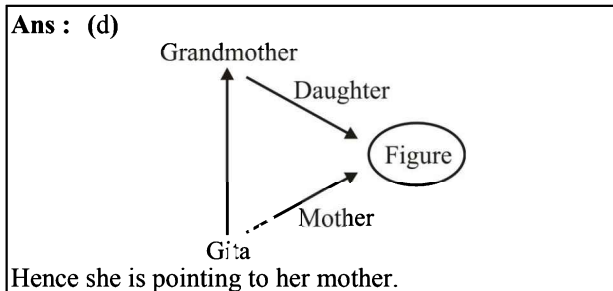 Ans : (d)
Grandmother
Daughter
Figure
Mother
Gita
Hence she is pointing to her mother.